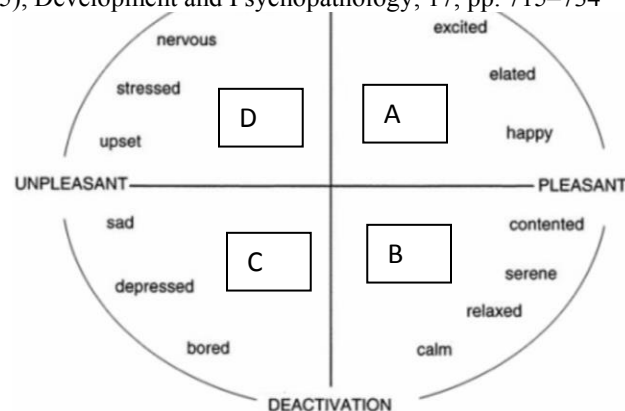 5), Development and Psychopathology, 17, pp. 715–734
excited
nervous
elated
stressed
D
A
happy
upset
UNPLEASANT
PLEASANT
sad
contented
C
B
serene
depressed
relaxed
bored
calm
DEACTIVATION